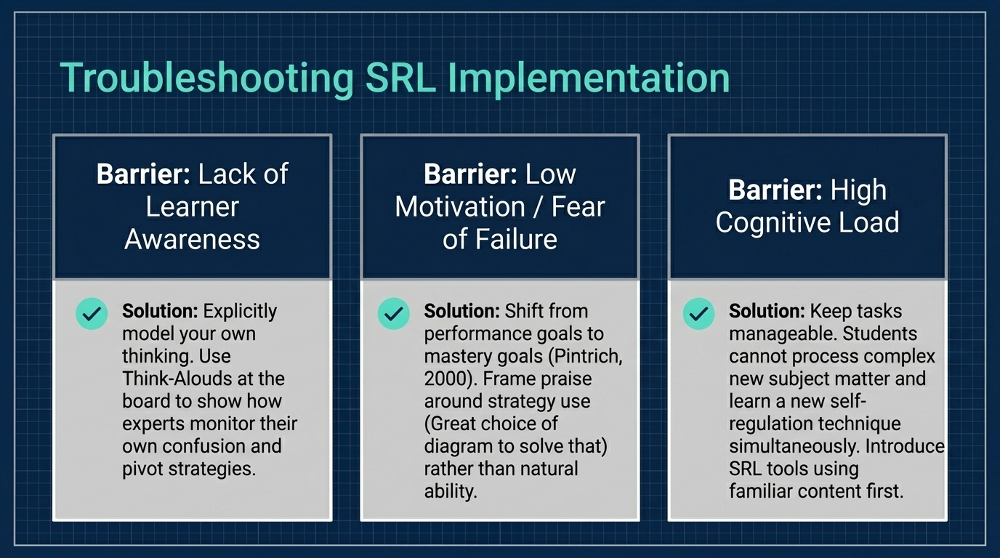 Troubleshooting SRL Implementation
Barrier: Lack of
Learner
Awareness
Solution: Explicitly
model your own
thinking. Use
Think-Alouds at the
board to show how
experts monitor their
own confusion and
pivot strategies.
Barrier: Low
Motivation / Fear
of Failure
Solution: Shift from
performance goals to
mastery goals (Pintrich,
2000). Frame praise
around strategy use
(Great choice of
diagram to solve that)
rather than natural
ability.
Barrier: High
Cognitive Load
Solution: Keep tasks
manageable. Students
cannot process complex
new subject matter and
learn a new self-
regulation technique
simultaneously. Introduce
SRL tools using
familiar content first.